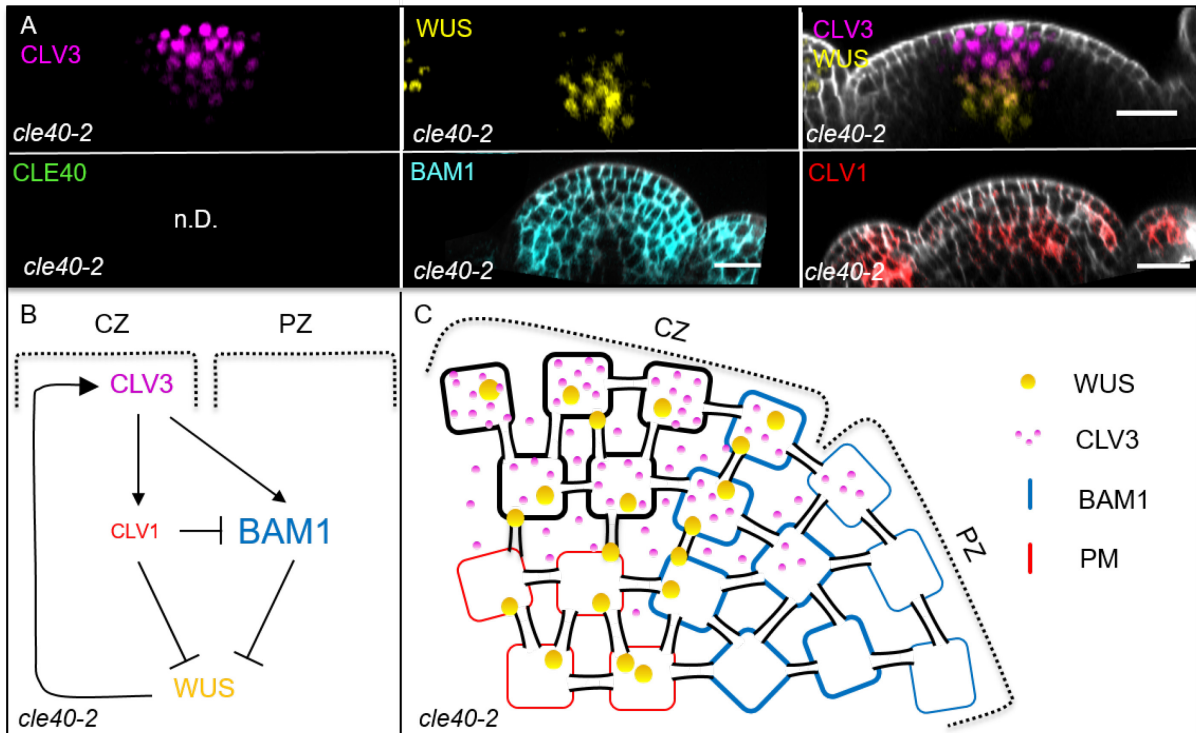 A
CLV3
cle40-2
WUS
cle40-2
CLV3
WUS
cle40-2
CLE40
n.D.
cle40-2
BAM1
cle40-2
CLV1
cle40-2
B
CZ
PZ
CLV3
CLV1
BAM1
WUS
cle40-2
C
CZ
PZ
WUS
CLV3
BAM1
PM
cle40-2